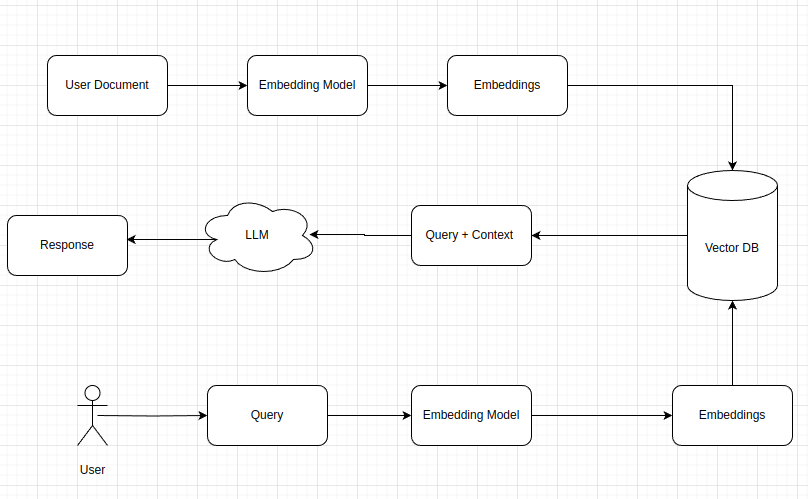 User Document
Embedding Model
Embeddings
Response
LLM
Query + Context
Vector DB
Query
Embedding Model
Embeddings
User